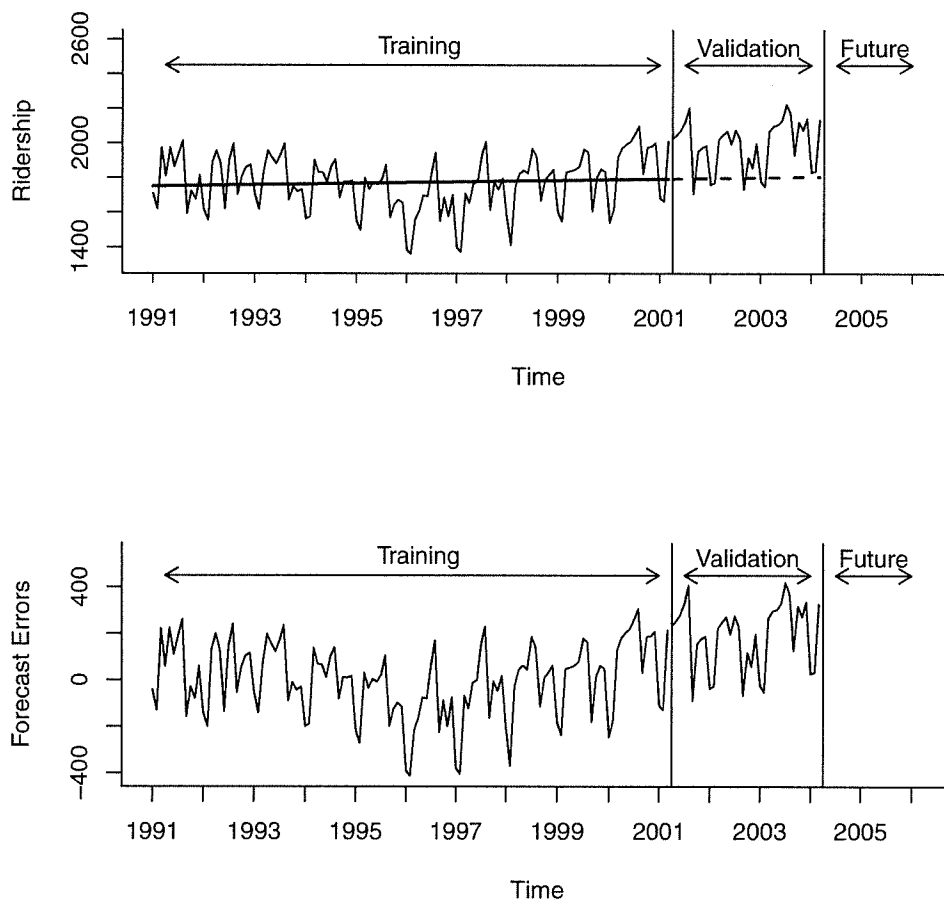 Training
Validation
Future
Ridership
2600
2000
1400
1991 1993 1995 1997 1999 2001 2003 2005
Time
Training
Validation
Future
Forecast Errors
400
0
−400
1991 1993 1995 1997 1999 2001 2003 2005
Time